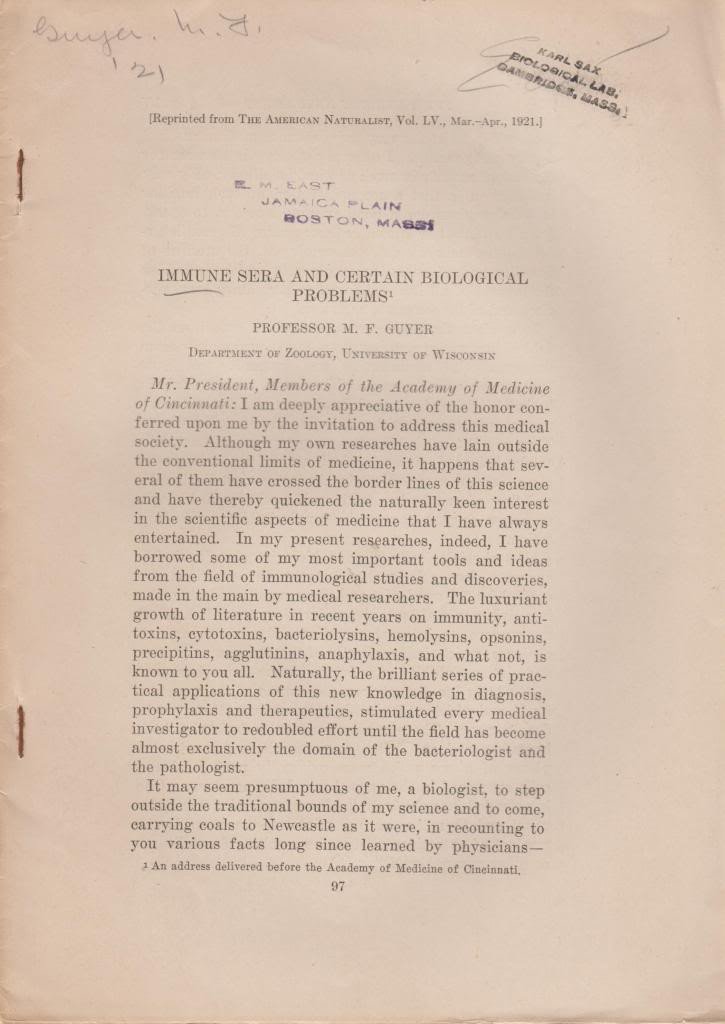 Guyer. M. F.
'21
KARL SAX
BIOLOGICAL LAB.
CAMBRIDGE, MASS.
[Reprinted from THE AMERICAN NATURALIST, Vol. LV., Mar.–Apr., 1921.]
E. M. EAST
JAMAICA PLAIN
BOSTON, MASS.
IMMUNE SERA AND CERTAIN BIOLOGICAL
PROBLEMS¹
PROFESSOR M. F. GUYER
DEPARTMENT OF ZOOLOGY, UNIVERSITY OF WISCONSIN
Mr. President, Members of the Academy of Medicine
of Cincinnati: I am deeply appreciative of the honor con-
ferred upon me by the invitation to address this medical
society. Although my own researches have lain outside
the conventional limits of medicine, it happens that sev-
eral of them have crossed the border lines of this science
and have thereby quickened the naturally keen interest
in the scientific aspects of medicine that I have always
entertained. In my present researches, indeed, I have
borrowed some of my most important tools and ideas
from the field of immunological studies and discoveries,
made in the main by medical researchers. The luxuriant
growth of literature in recent years on immunity, anti-
toxins, cytotoxins, bacteriolysins, hemolysins, opsonins,
precipitins, agglutinins, anaphylaxis, and what not, is
known to you all. Naturally, the brilliant series of prac-
tical applications of this new knowledge in diagnosis,
prophylaxis and therapeutics, stimulated every medical
investigator to redoubled effort until the field has become
almost exclusively the domain of the bacteriologist and
the pathologist.
It may seem presumptuous of me, a biologist, to step
outside the traditional bounds of my science and to come,
carrying coals to Newcastle as it were, in recounting to
you various facts long since learned by physicians—
¹ An address delivered before the Academy of Medicine of Cincinnati.
97